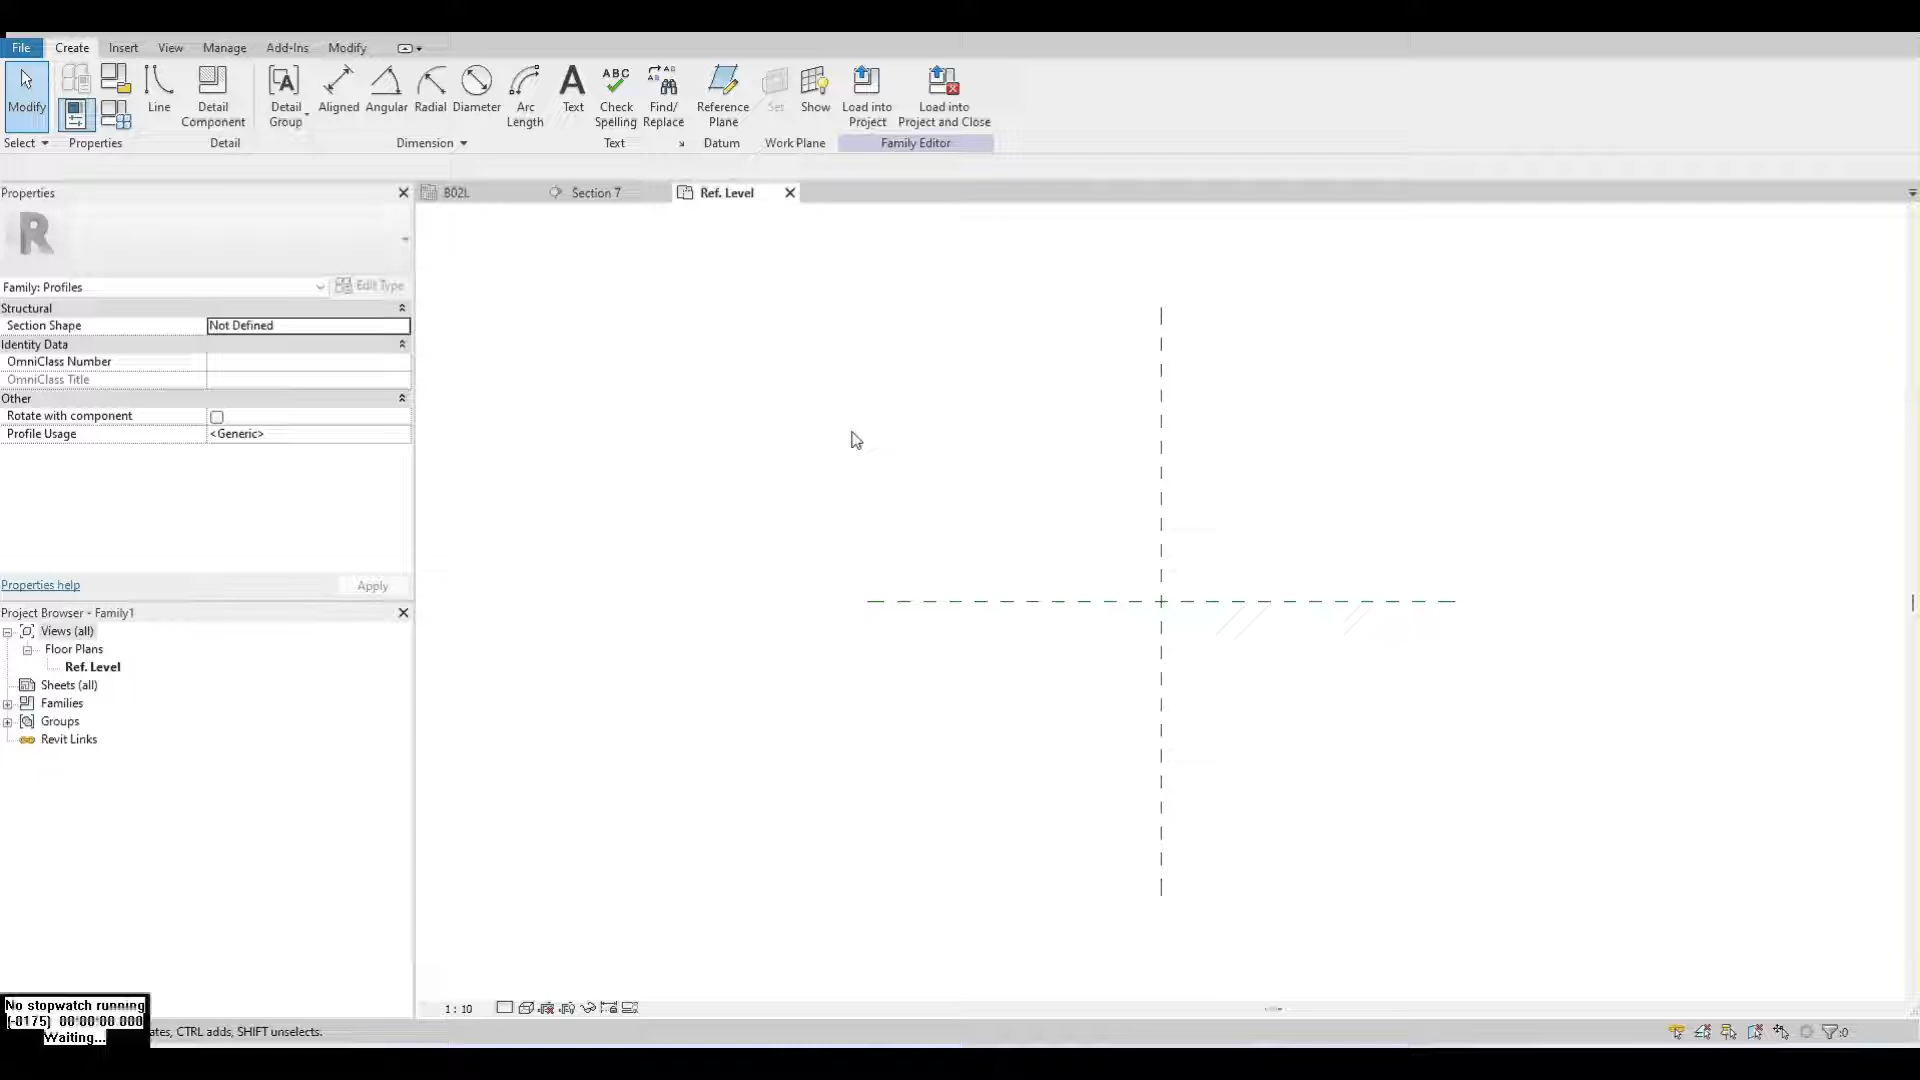 File Create Insert View Manage Add-Ins Modify
Modify Line Detail Component Detail Group Aligned Angular Radial Diameter Arc Length A Text ABC Check Spelling Find/ Replace Reference Plane Set Show Load into Project Load into Project and Close
Select Properties Detail Dimension Text Datum Work Plane Family Editor
Properties
B02L Section 7 Ref. Level
R
Family: Profiles Edit Type
Structural
Section Shape Not Defined
Identity Data
OmniClass Number
OmniClass Title
Other
Rotate with component
Profile Usage <Generic>
Properties help Apply
Project Browser - Family1
Views (all)
Floor Plans
Ref. Level
Sheets (all)
Families
Groups
Revit Links
No stopwatch running
(-0175) 00:00:00.000
Waiting...
1 : 10
CTRL adds, SHIFT unselects.
:0